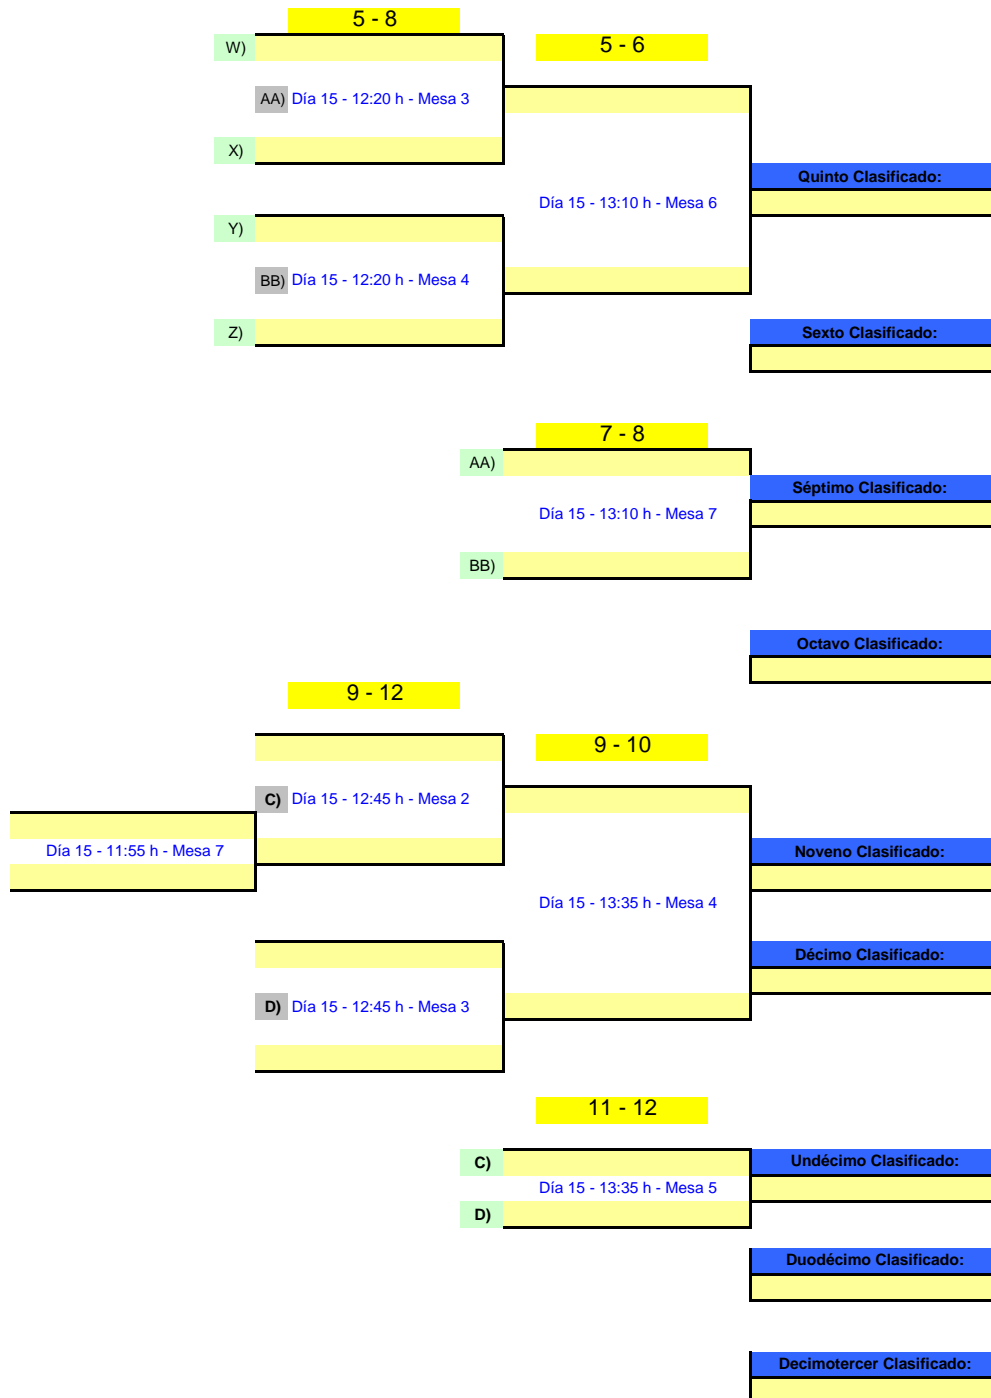 5 - 8
W)
5 - 6
AA) Día 15 - 12:20 h - Mesa 3
X)
Quinto Clasificado:
Día 15 - 13:10 h - Mesa 6
Y)
BB) Día 15 - 12:20 h - Mesa 4
Z)
Sexto Clasificado:
7 - 8
AA)
Séptimo Clasificado:
Día 15 - 13:10 h - Mesa 7
BB)
Octavo Clasificado:
9 - 12
9 - 10
C) Día 15 - 12:45 h - Mesa 2
Día 15 - 11:55 h - Mesa 7
Noveno Clasificado:
Día 15 - 13:35 h - Mesa 4
Décimo Clasificado:
D) Día 15 - 12:45 h - Mesa 3
11 - 12
C)
Undécimo Clasificado:
Día 15 - 13:35 h - Mesa 5
D)
Duodécimo Clasificado:
Decimotercer Clasificado: